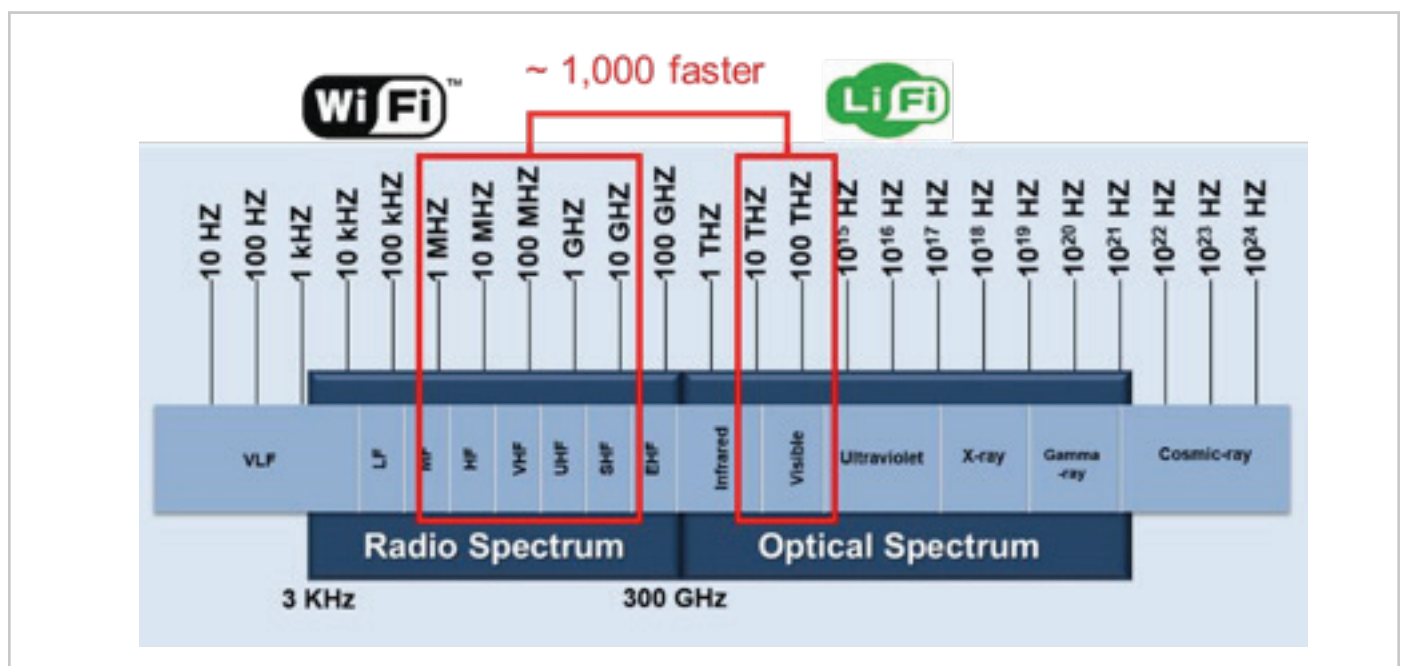 ~ 1,000 faster
WiFi™
LiFi
10 HZ
100 HZ
1 kHZ
10 kHZ
100 kHZ
1 MHZ
10 MHZ
100 MHZ
1 GHZ
10 GHZ
100 GHZ
1 THZ
10 THZ
100 THZ
10¹⁵ HZ
10¹⁶ HZ
10¹⁷ HZ
10¹⁸ HZ
10¹⁹ HZ
10²⁰ HZ
10²¹ HZ
10²² HZ
10²³ HZ
10²⁴ HZ
VLF
LF
MF
HF
VHF
UHF
SHF
EHF
Infrared
Visible
Ultraviolet
X-ray
Gamma
-ray
Cosmic-ray
Radio Spectrum
Optical Spectrum
3 KHz
300 GHz